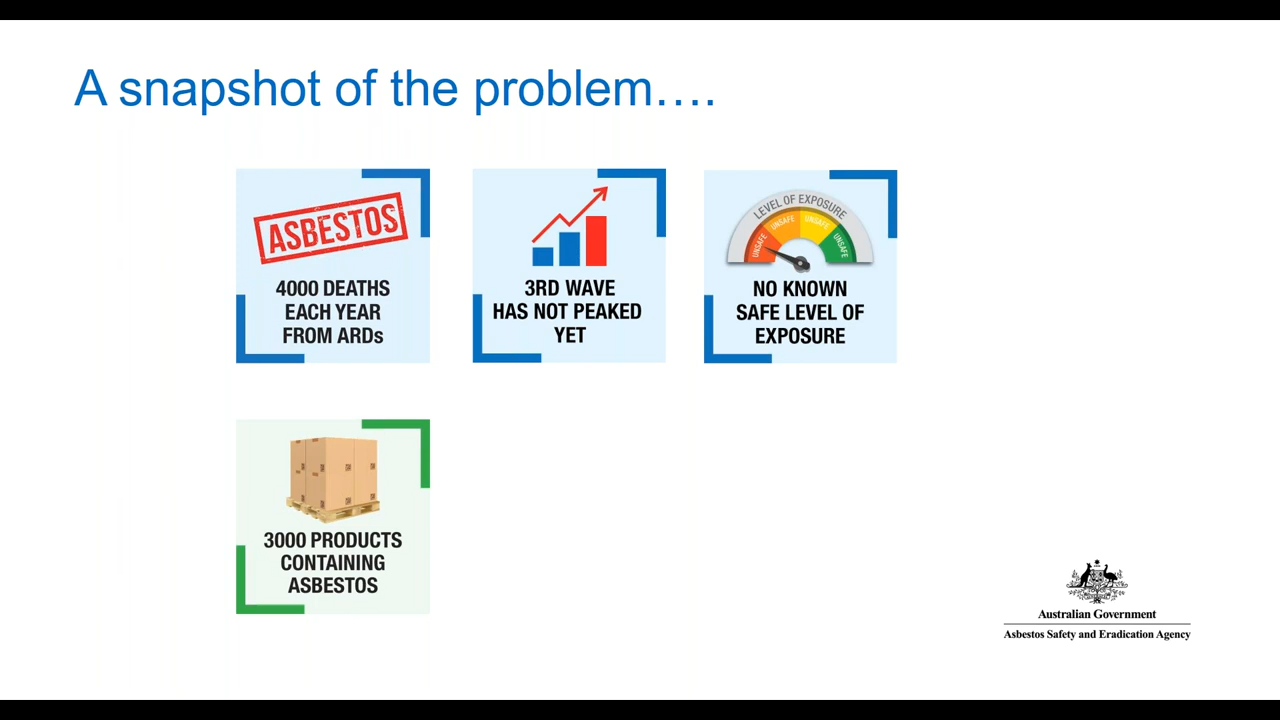 A snapshot of the problem….
ASBESTOS
4000 DEATHS
EACH YEAR
FROM ARDs
3RD WAVE
HAS NOT PEAKED
YET
LEVEL OF EXPOSURE
UNSAFE
UNSAFE
UNSAFE
UNSAFE
NO KNOWN
SAFE LEVEL OF
EXPOSURE
3000 PRODUCTS
CONTAINING
ASBESTOS
Australian Government
Asbestos Safety and Eradication Agency